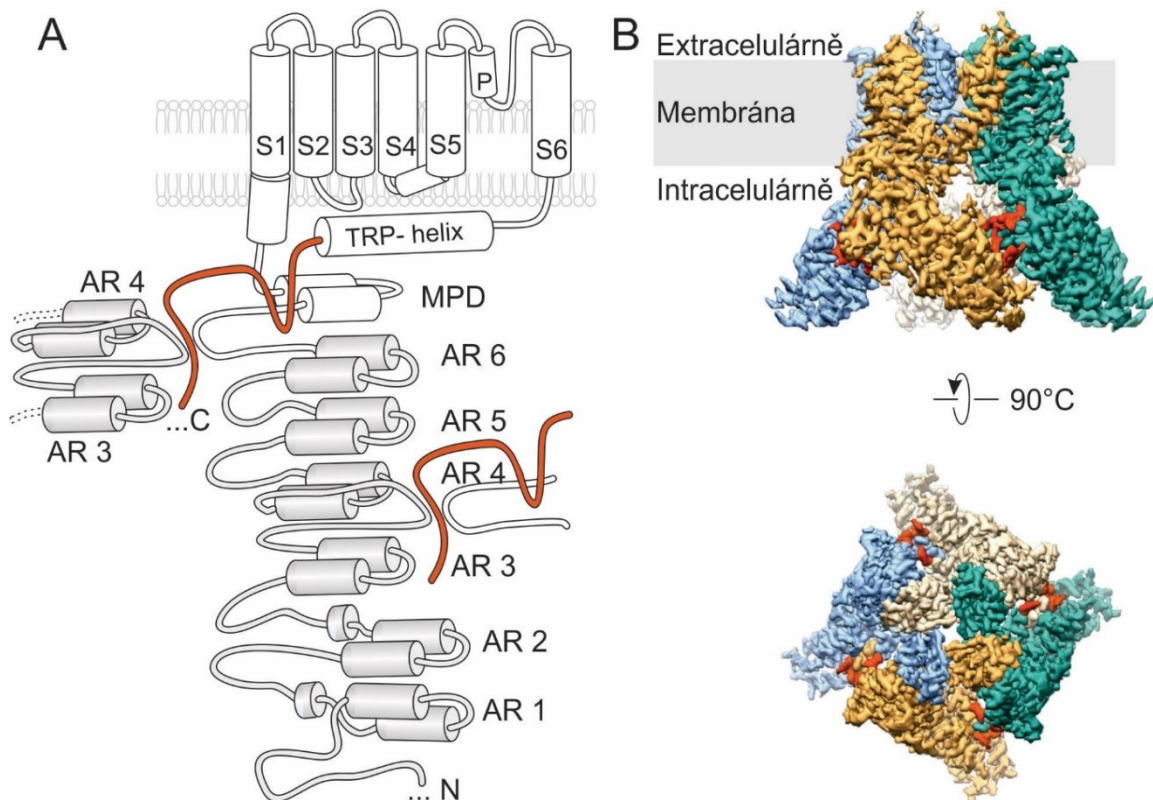 A
S1
S2
S3
S4
S5
P
S6
TRP- helix
MPD
AR 4
AR 3
...C
AR 6
AR 5
AR 4
AR 3
AR 2
AR 1
... N
B
Extracelulárně
Membrána
Intracelulárně
90°C